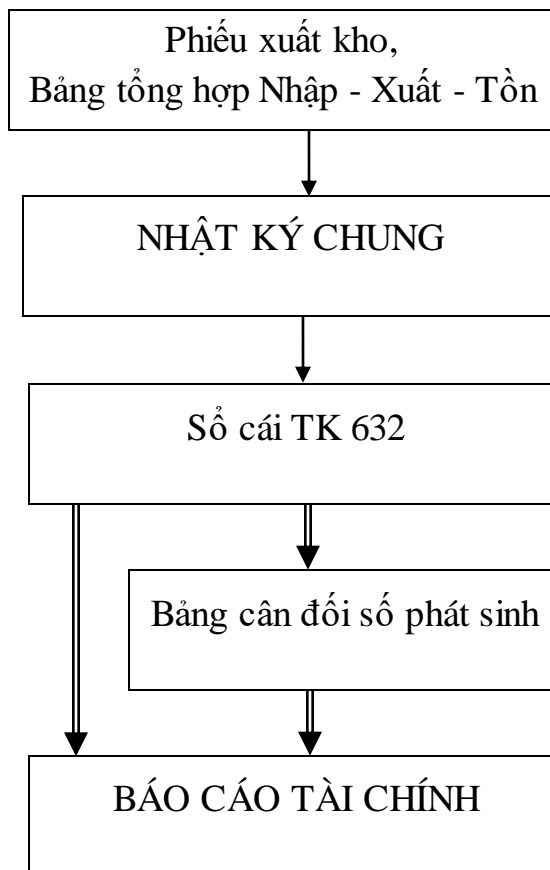 Phiếu xuất kho,
Bảng tổng hợp Nhập - Xuất - Tồn
NHẬT KÝ CHUNG
Sổ cái TK 632
Bảng cân đối số phát sinh
BÁO CÁO TÀI CHÍNH